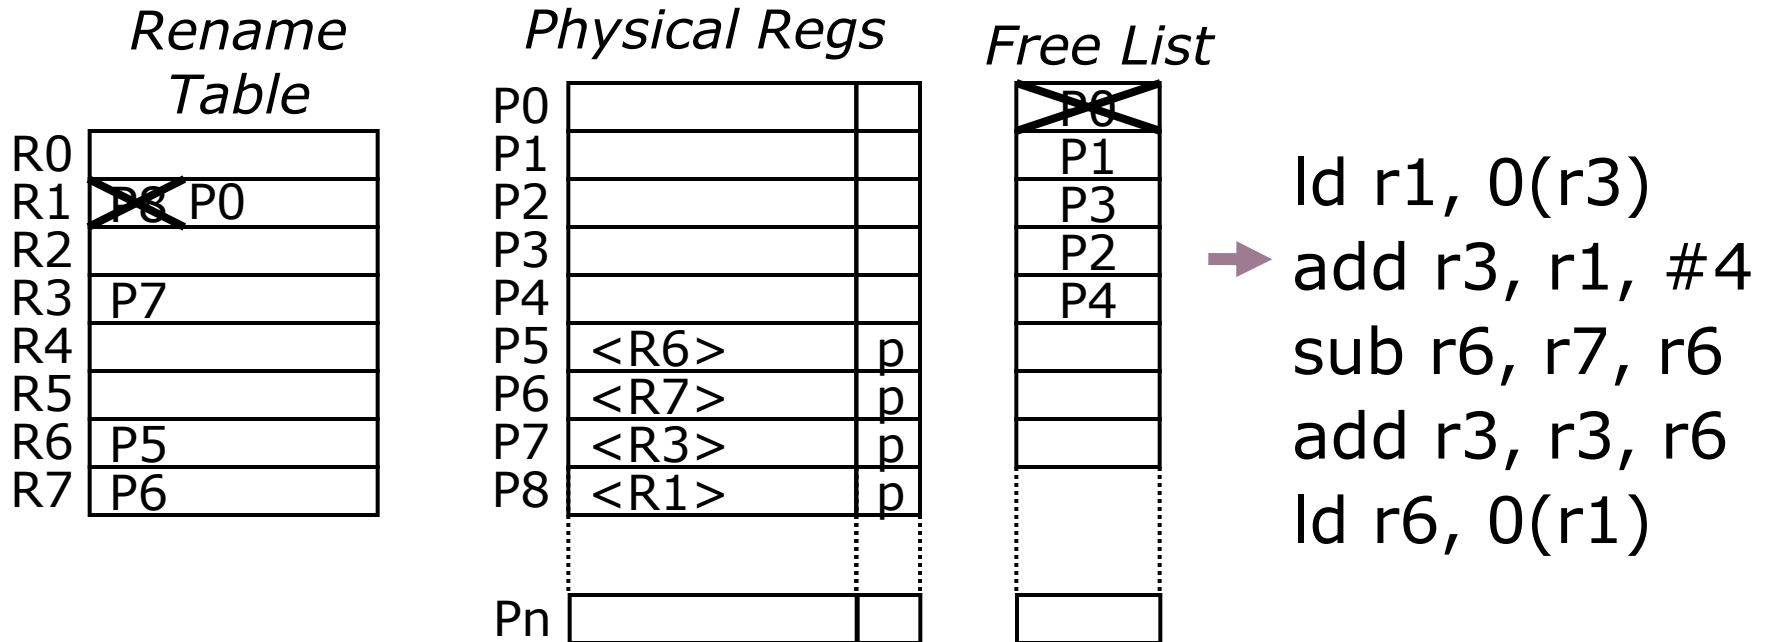 Rename
Table
R0
R1 P8 P0
R2
R3 P7
R4
R5
R6 P5
R7 P6
Physical Regs
P0
P1
P2
P3
P4
P5 <R6> p
P6 <R7> p
P7 <R3> p
P8 <R1> p
Pn
Free List
P0
P1
P3
P2
P4
ld r1, 0(r3)
add r3, r1, #4
sub r6, r7, r6
add r3, r3, r6
ld r6, 0(r1)